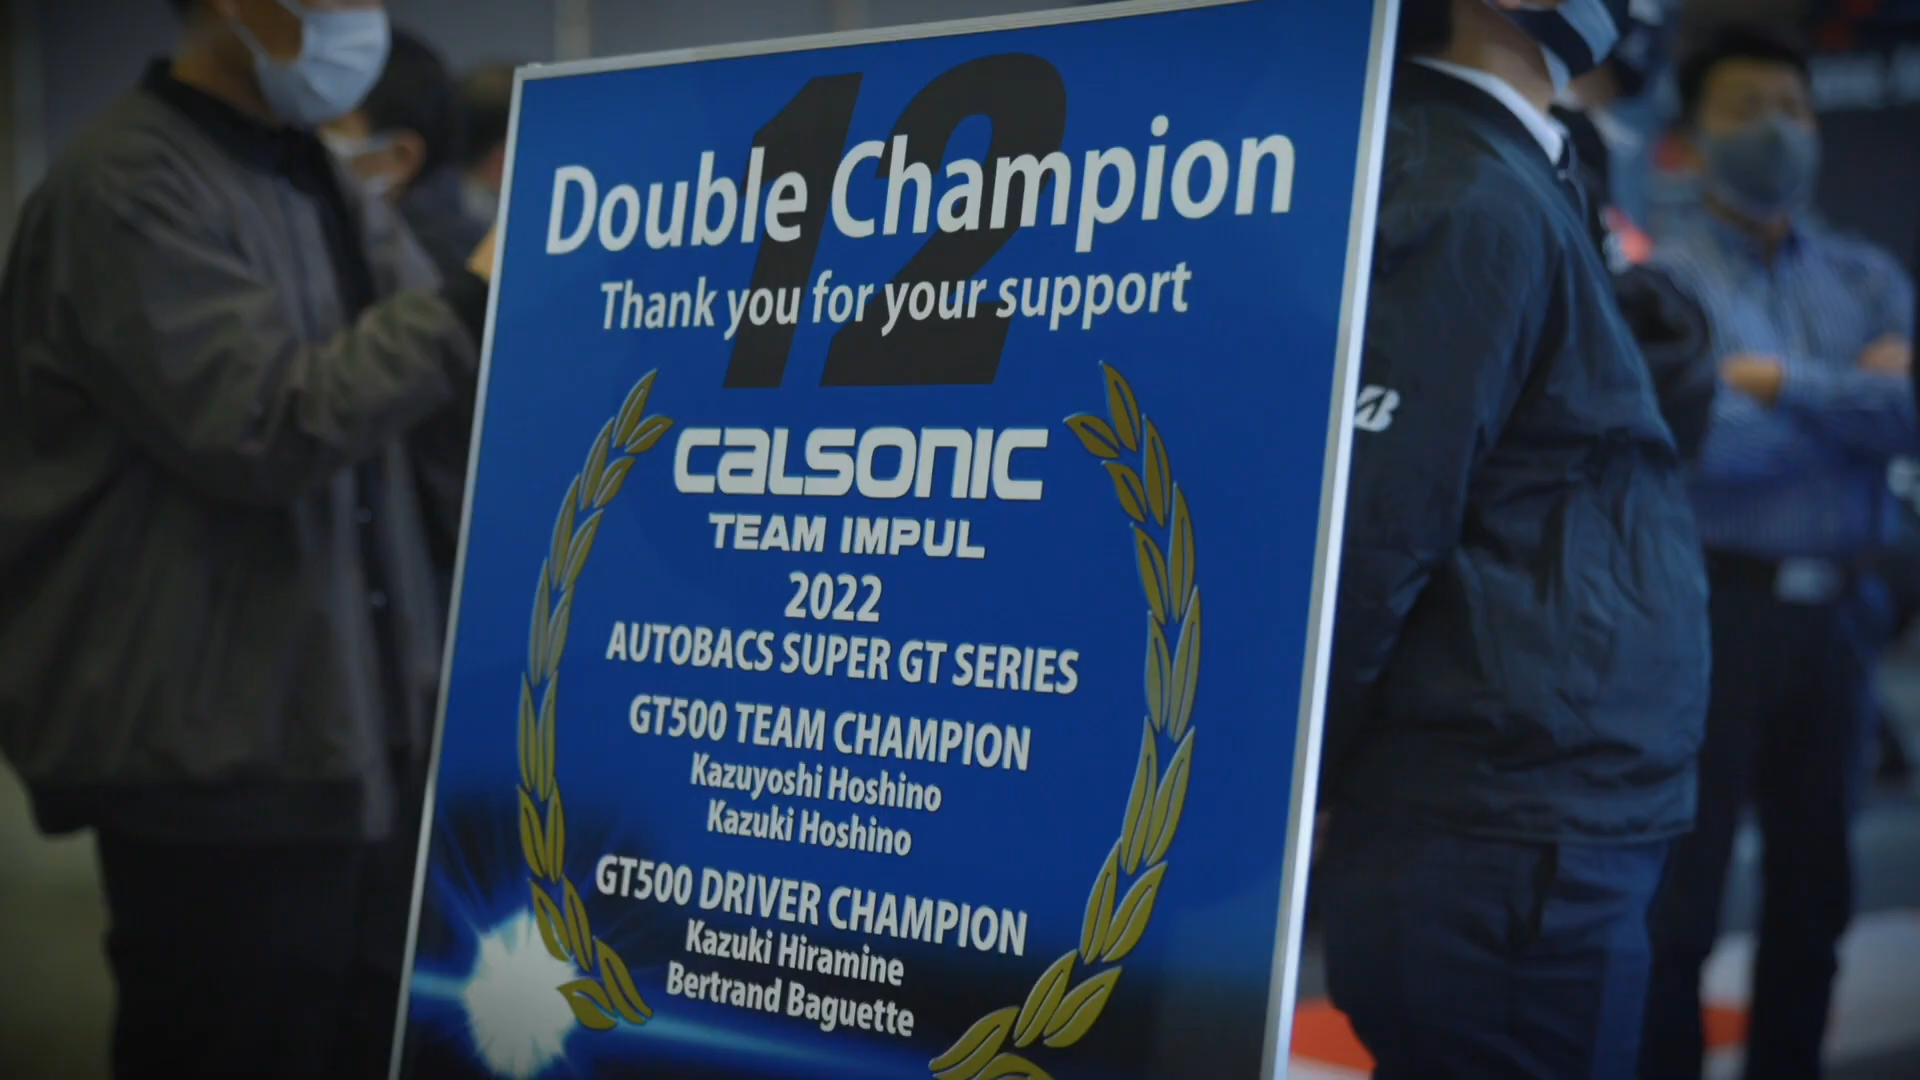 12
Double Champion
Thank you for your support
CALSONIC
TEAM IMPUL
2022
AUTOBACS SUPER GT SERIES
GT500 TEAM CHAMPION
Kazuyoshi Hoshino
Kazuki Hoshino
GT500 DRIVER CHAMPION
Kazuki Hiramine
Bertrand Baguette
B